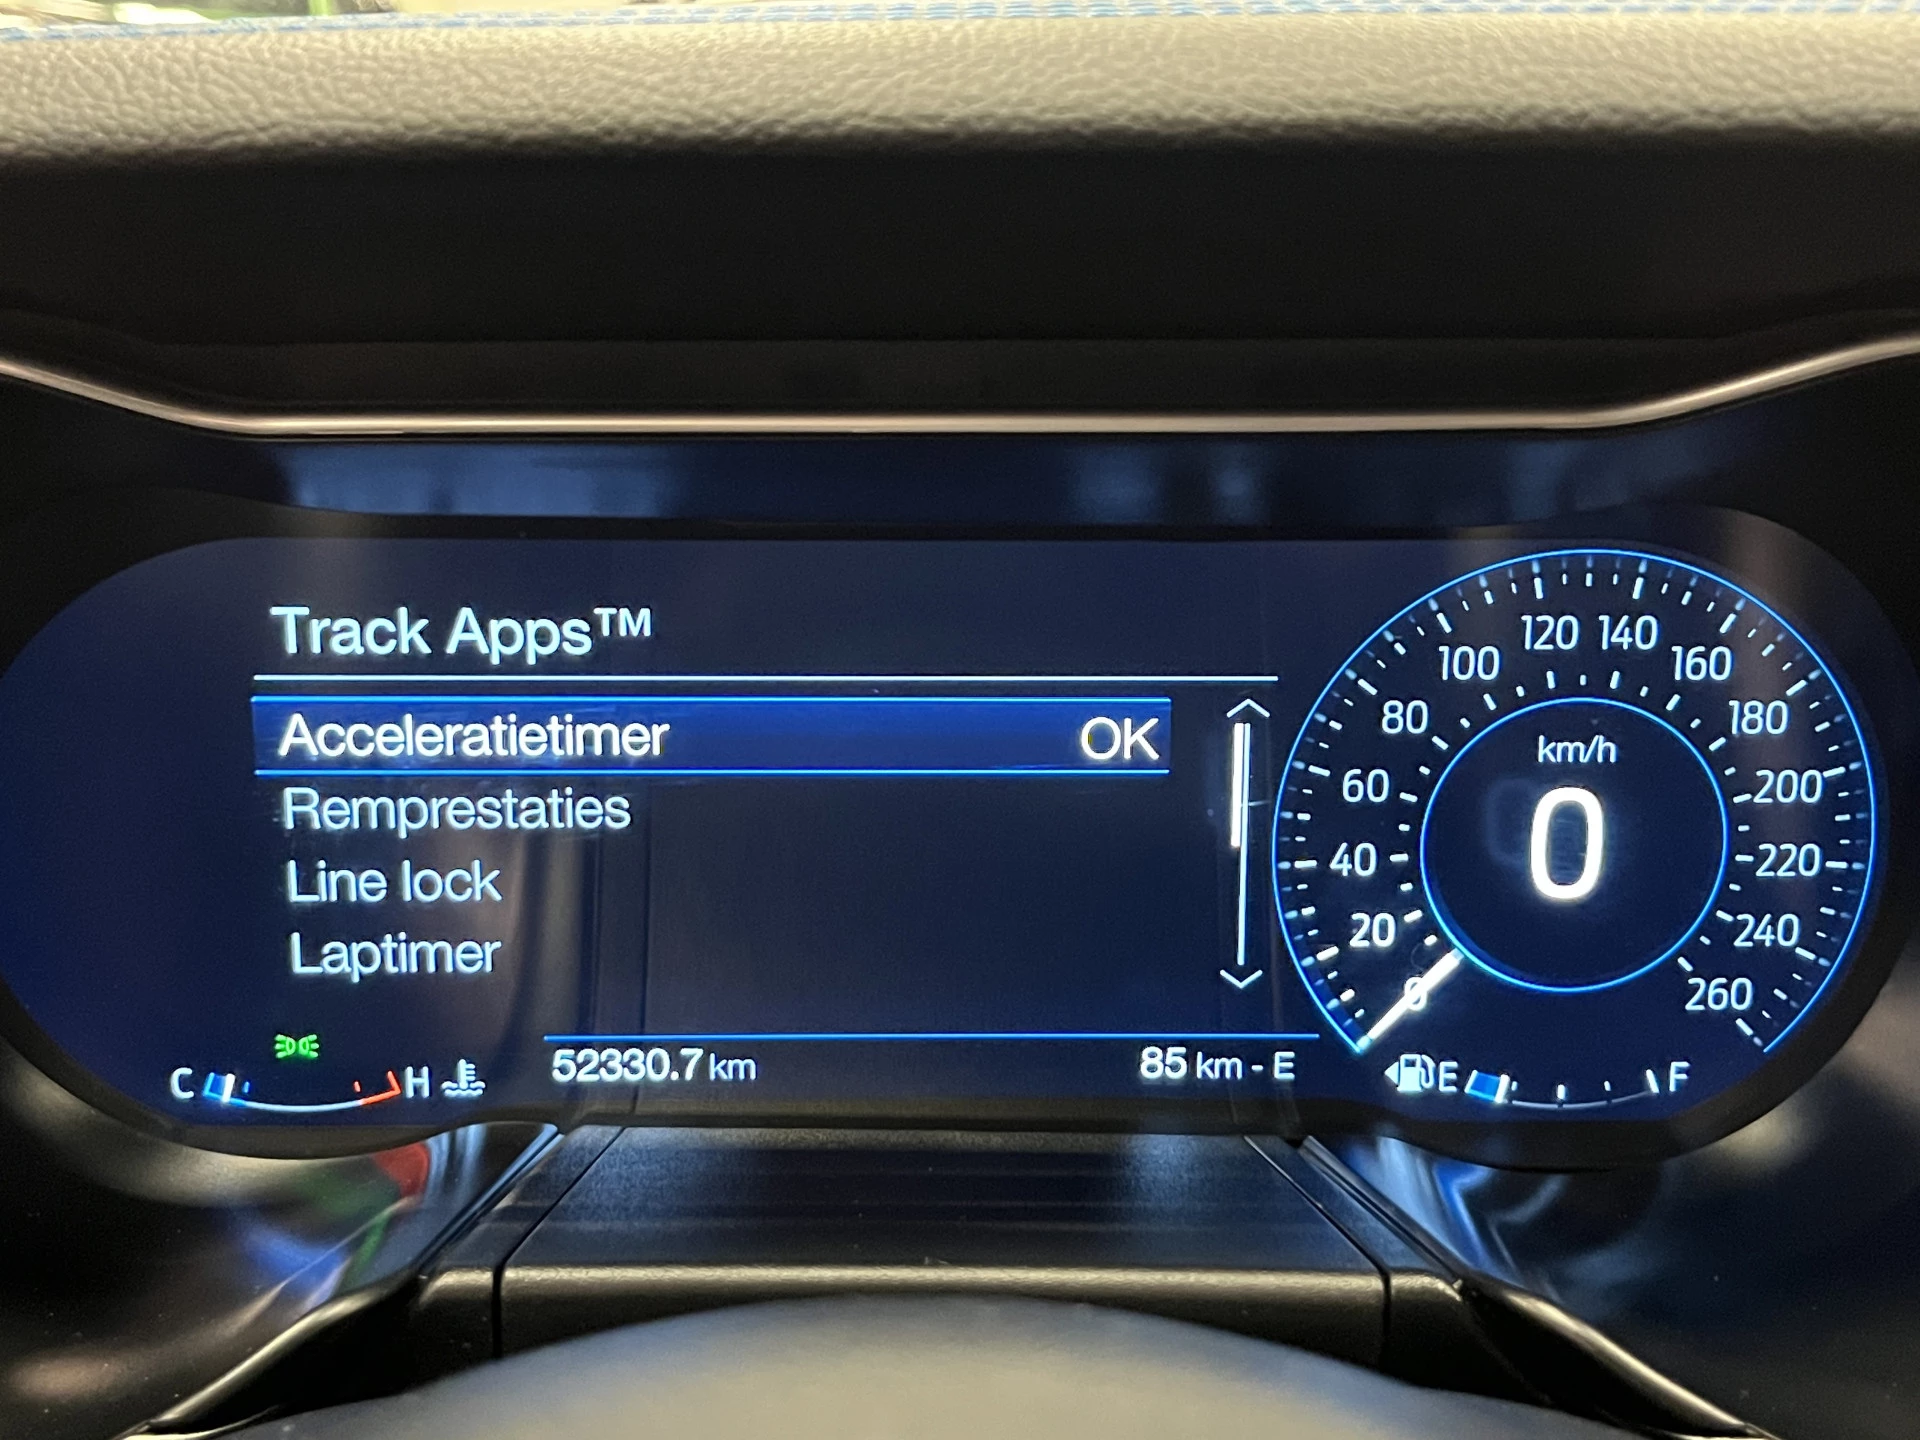 Track Apps™
Acceleratietimer OK
Remprestaties
Line lock
Laptimer
52330.7 km
85 km - E
C H
E F
km/h
0
0
20
40
60
80
100
120
140
160
180
200
220
240
260